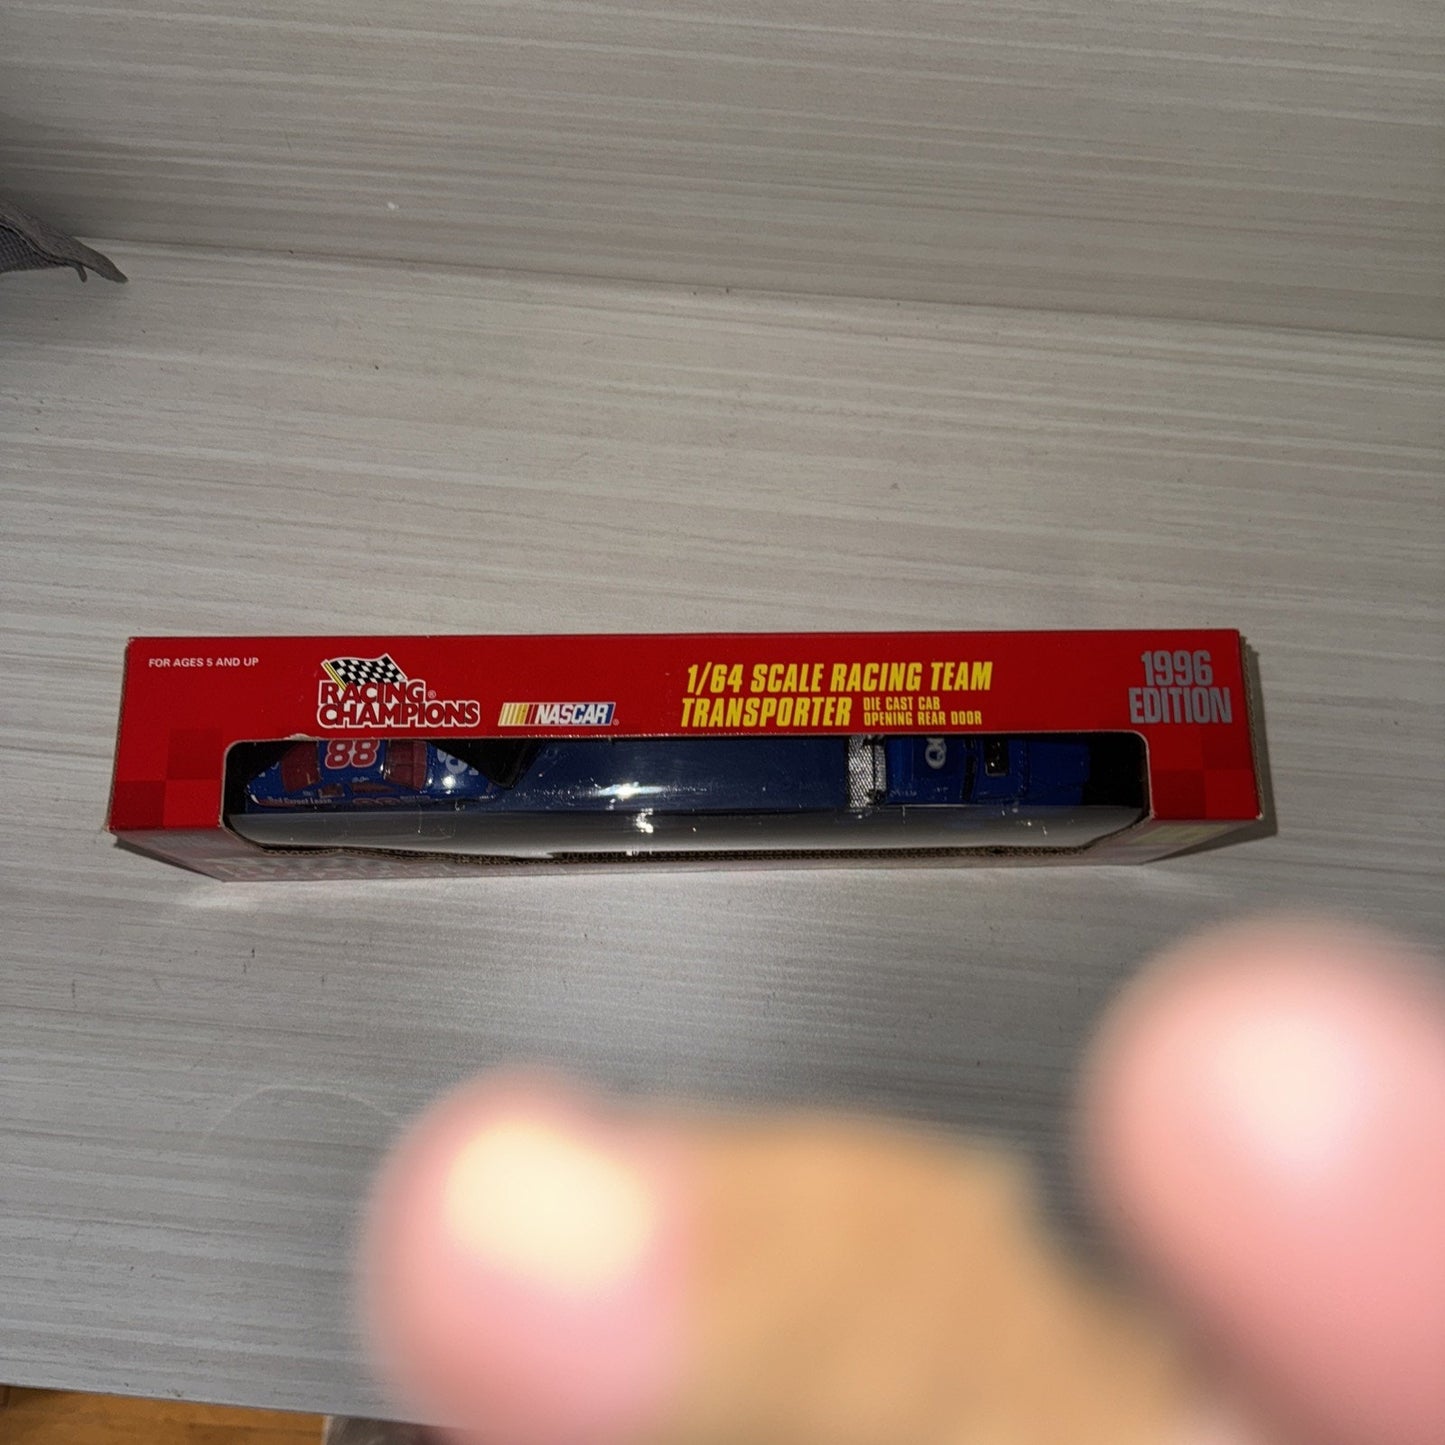 FOR AGES 5 AND UP
RACING®
CHAMPIONS
NASCAR®
1/64 SCALE RACING TEAM
TRANSPORTER
DIE CAST CAB
OPENING REAR DOOR
1996
EDITION
88